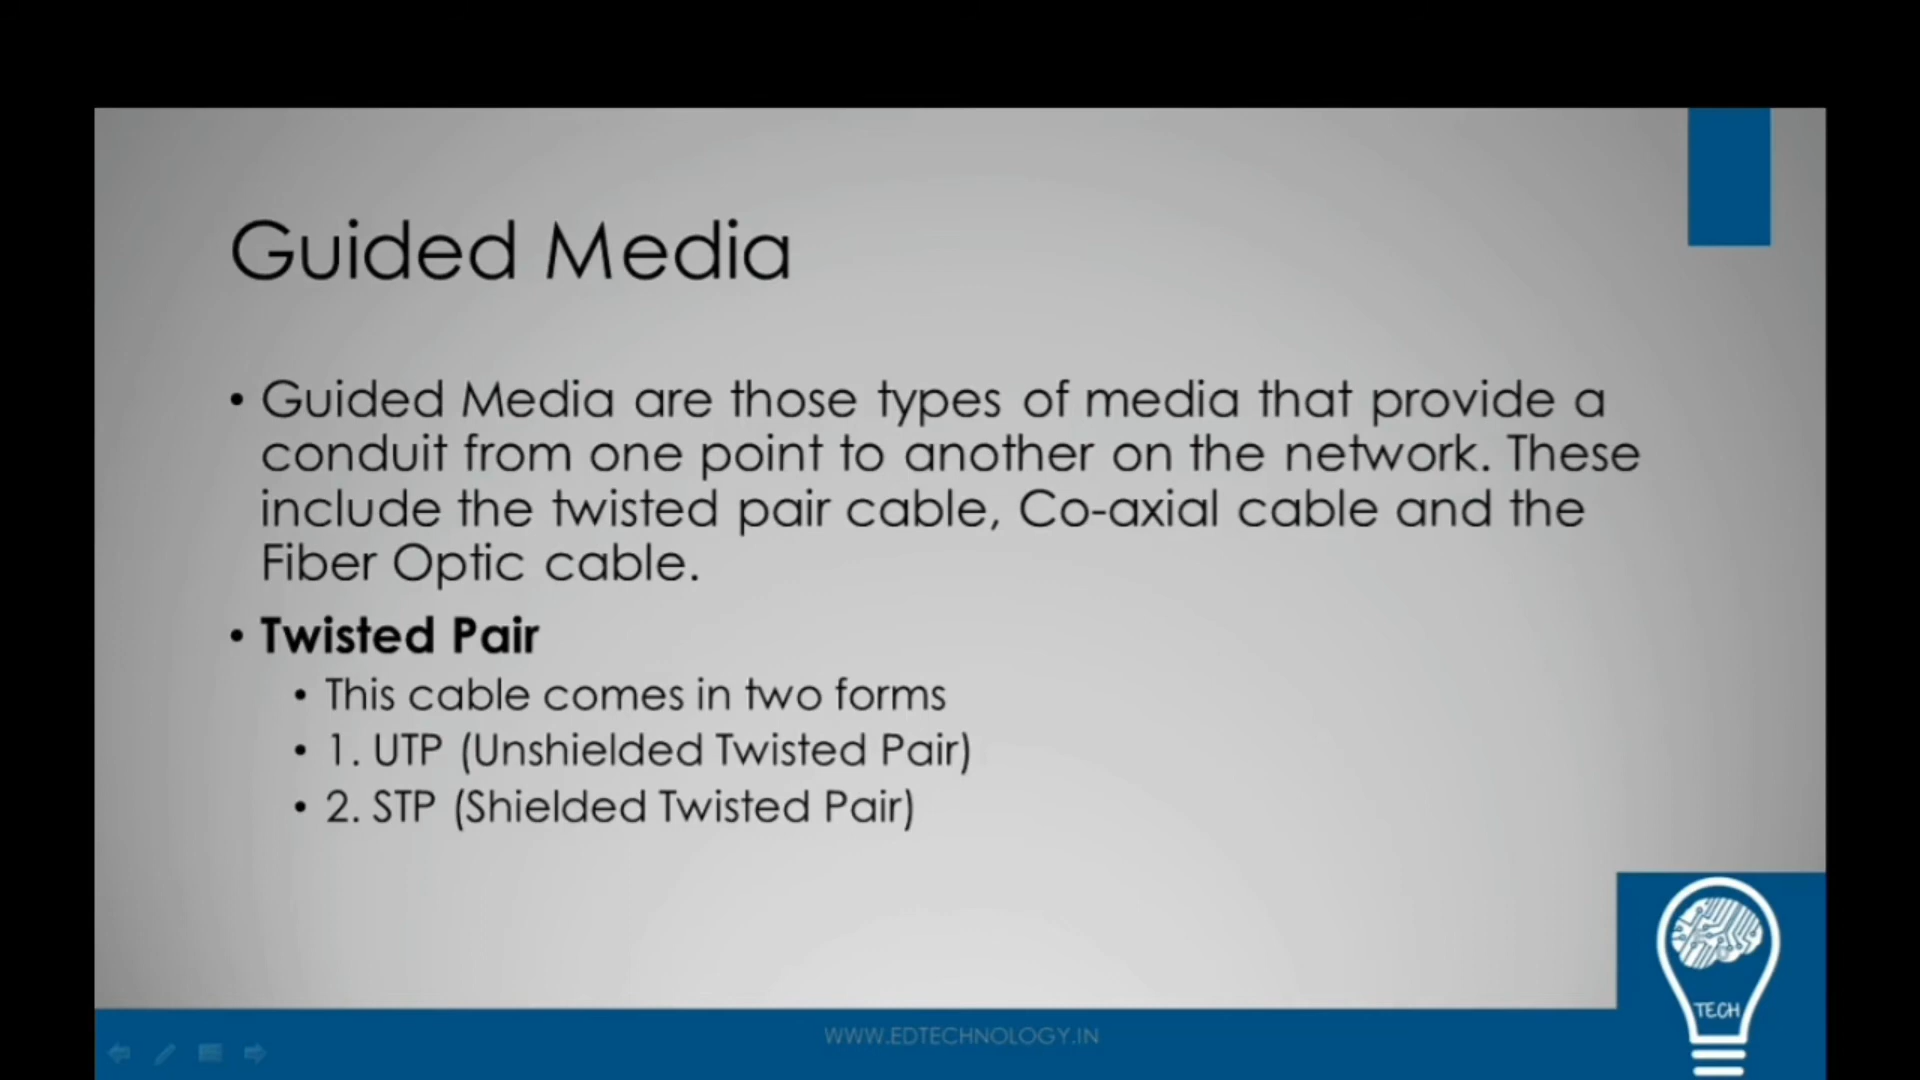 Guided Media
• Guided Media are those types of media that provide a
conduit from one point to another on the network. These
include the twisted pair cable, Co-axial cable and the
Fiber Optic cable.
• Twisted Pair
• This cable comes in two forms
• 1. UTP (Unshielded Twisted Pair)
• 2. STP (Shielded Twisted Pair)
TECH
WWW.EDTECHNOLOGY.IN